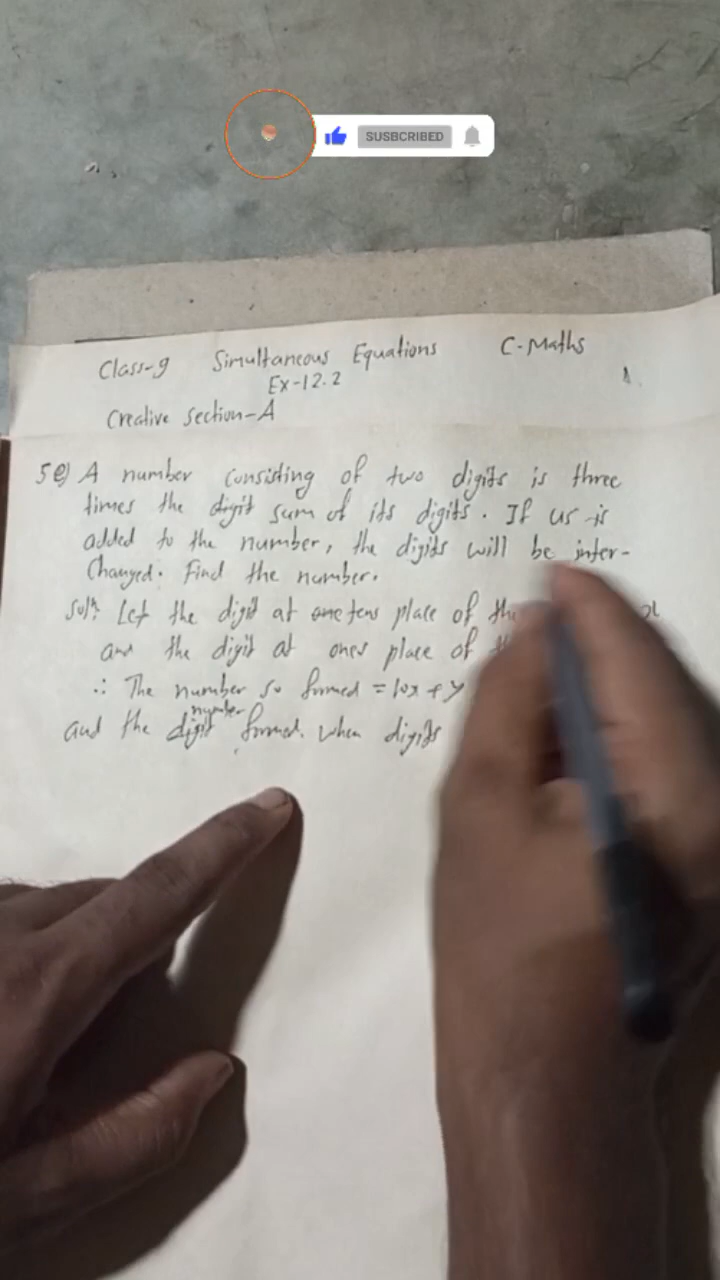 SUSBCRIBED
Class-9 Simultaneous Equations C-Maths
Ex-12.2
Creative Section-A
5e) A number consisting of two digits is three
times the digit sum of its digits. If 45 is
added to the number, the digits will be inter-
Changed. Find the number.
Solⁿ: Let the digit at one tens place of the
and the digit at ones place of
∴ The number so formed = 10x + y
number
and the digit formed. when digits